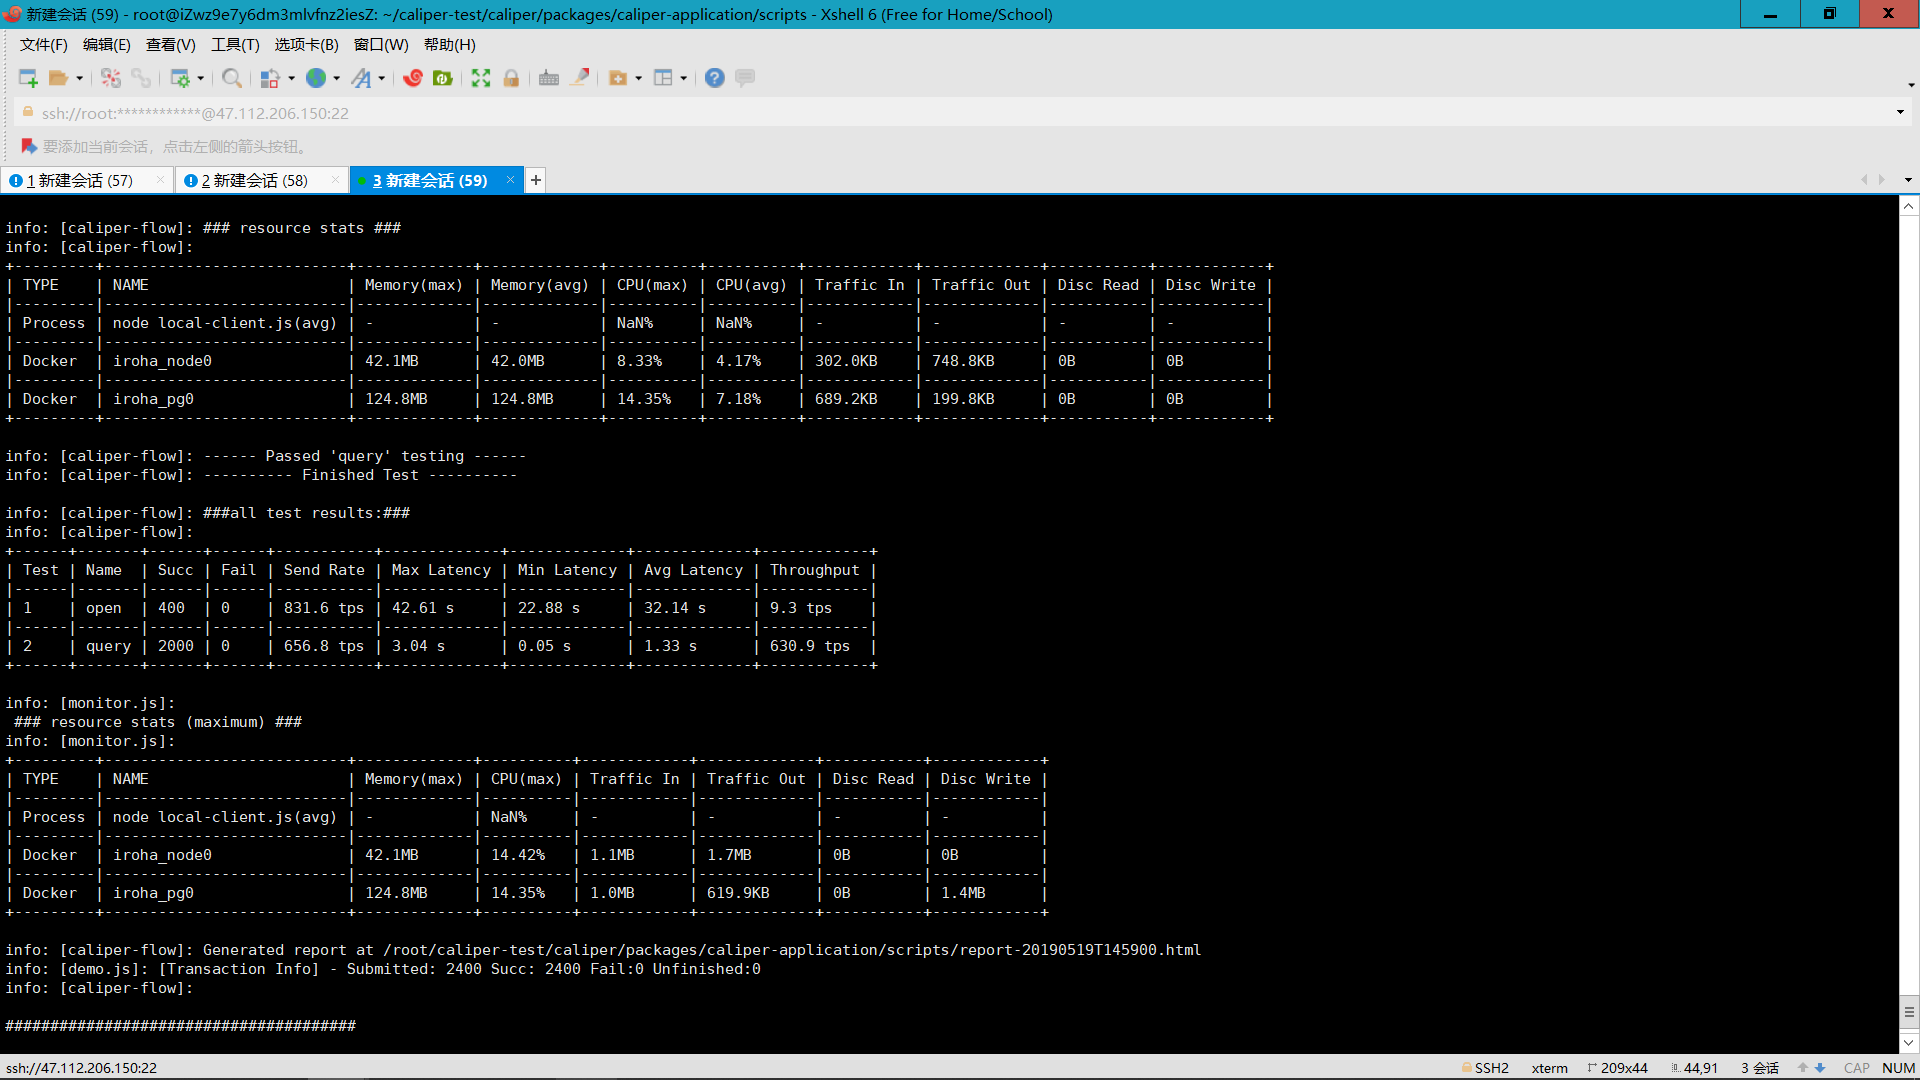 新建会话 (59) - root@iZwz9e7y6dm3mlvfnz2iesZ: ~/caliper-test/caliper/packages/caliper-application/scripts - Xshell 6 (Free for Home/School)
文件(F) 编辑(E) 查看(V) 工具(T) 选项卡(B) 窗口(W) 帮助(H)
ssh://root:************@47.112.206.150:22
要添加当前会话，点击左侧的箭头按钮。
1 新建会话 (57) × 2 新建会话 (58) × 3 新建会话 (59) × +
info: [caliper-flow]: ### resource stats ###
info: [caliper-flow]:
+---------+---------------------------+-------------+-------------+----------+----------+------------+-------------+-----------+------------+
| TYPE    | NAME                      | Memory(max) | Memory(avg) | CPU(max) | CPU(avg) | Traffic In | Traffic Out | Disc Read | Disc Write |
|---------|---------------------------|-------------|-------------|----------|----------|------------|-------------|-----------|------------|
| Process | node local-client.js(avg) | -           | -           | NaN%     | NaN%     | -          | -           | -         | -          |
|---------|---------------------------|-------------|-------------|----------|----------|------------|-------------|-----------|------------|
| Docker  | iroha_node0               | 42.1MB      | 42.0MB      | 8.33%    | 4.17%    | 302.0KB    | 748.8KB     | 0B        | 0B         |
|---------|---------------------------|-------------|-------------|----------|----------|------------|-------------|-----------|------------|
| Docker  | iroha_pg0                 | 124.8MB     | 124.8MB     | 14.35%   | 7.18%    | 689.2KB    | 199.8KB     | 0B        | 0B         |
+---------+---------------------------+-------------+-------------+----------+----------+------------+-------------+-----------+------------+
info: [caliper-flow]: ------ Passed 'query' testing ------
info: [caliper-flow]: ---------- Finished Test ----------
info: [caliper-flow]: ###all test results:###
info: [caliper-flow]:
+------+-------+------+------+-----------+-------------+-------------+-------------+------------+
| Test | Name  | Succ | Fail | Send Rate | Max Latency | Min Latency | Avg Latency | Throughput |
|------|-------|------|------|-----------|-------------|-------------|-------------|------------|
| 1    | open  | 400  | 0    | 831.6 tps | 42.61 s     | 22.88 s     | 32.14 s     | 9.3 tps    |
|------|-------|------|------|-----------|-------------|-------------|-------------|------------|
| 2    | query | 2000 | 0    | 656.8 tps | 3.04 s      | 0.05 s      | 1.33 s      | 630.9 tps  |
+------+-------+------+------+-----------+-------------+-------------+-------------+------------+
info: [monitor.js]:
### resource stats (maximum) ###
info: [monitor.js]:
+---------+---------------------------+-------------+----------+------------+-------------+-----------+------------+
| TYPE    | NAME                      | Memory(max) | CPU(max) | Traffic In | Traffic Out | Disc Read | Disc Write |
|---------|---------------------------|-------------|----------|------------|-------------|-----------|------------|
| Process | node local-client.js(avg) | -           | NaN%     | -          | -           | -         | -          |
|---------|---------------------------|-------------|----------|------------|-------------|-----------|------------|
| Docker  | iroha_node0               | 42.1MB      | 14.42%   | 1.1MB      | 1.7MB       | 0B        | 0B         |
|---------|---------------------------|-------------|----------|------------|-------------|-----------|------------|
| Docker  | iroha_pg0                 | 124.8MB     | 14.35%   | 1.0MB      | 619.9KB     | 0B        | 1.4MB      |
+---------+---------------------------+-------------+----------+------------+-------------+-----------+------------+
info: [caliper-flow]: Generated report at /root/caliper-test/caliper/packages/caliper-application/scripts/report-20190519T145900.html
info: [demo.js]: [Transaction Info] - Submitted: 2400 Succ: 2400 Fail:0 Unfinished:0
info: [caliper-flow]:
#######################################
ssh://47.112.206.150:22 SSH2 xterm 209x44 44,91 3 会话 CAP NUM